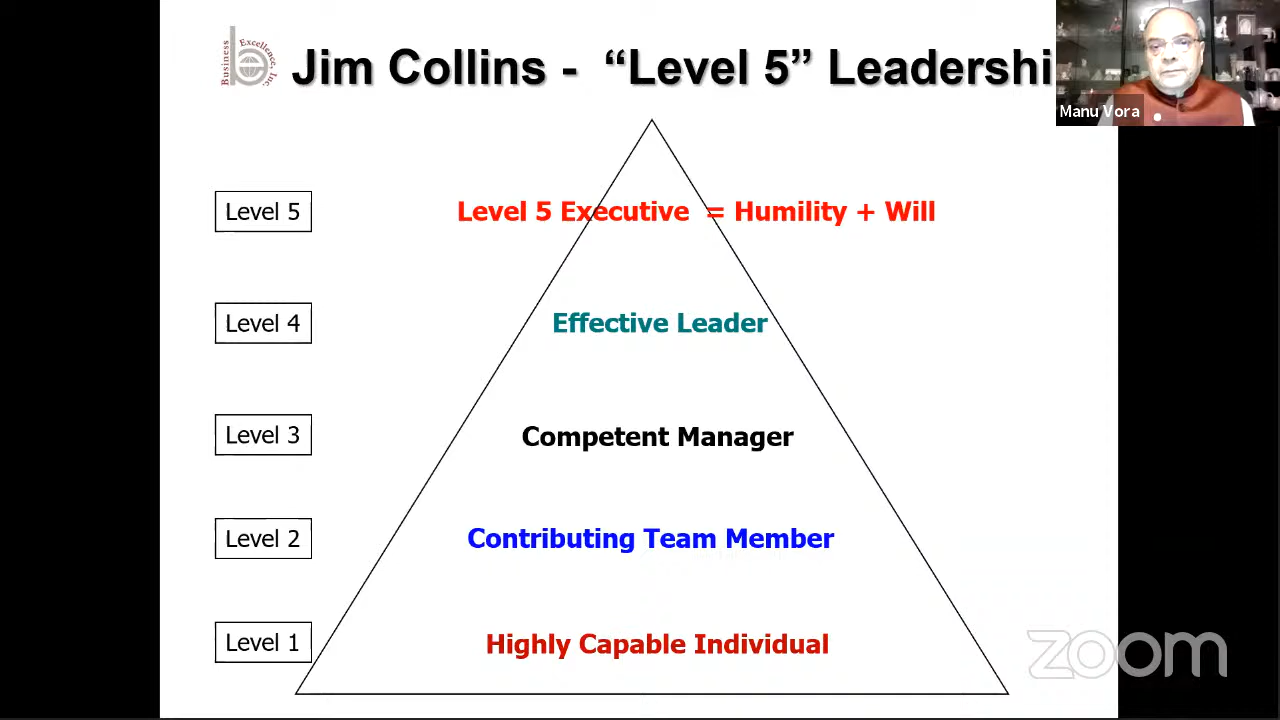 Business
Excellence, Inc.
Jim Collins - “Level 5” Leadershi
Manu Vora
Level 5
Level 5 Executive = Humility + Will
Level 4
Effective Leader
Level 3
Competent Manager
Level 2
Contributing Team Member
Level 1
Highly Capable Individual
zoom